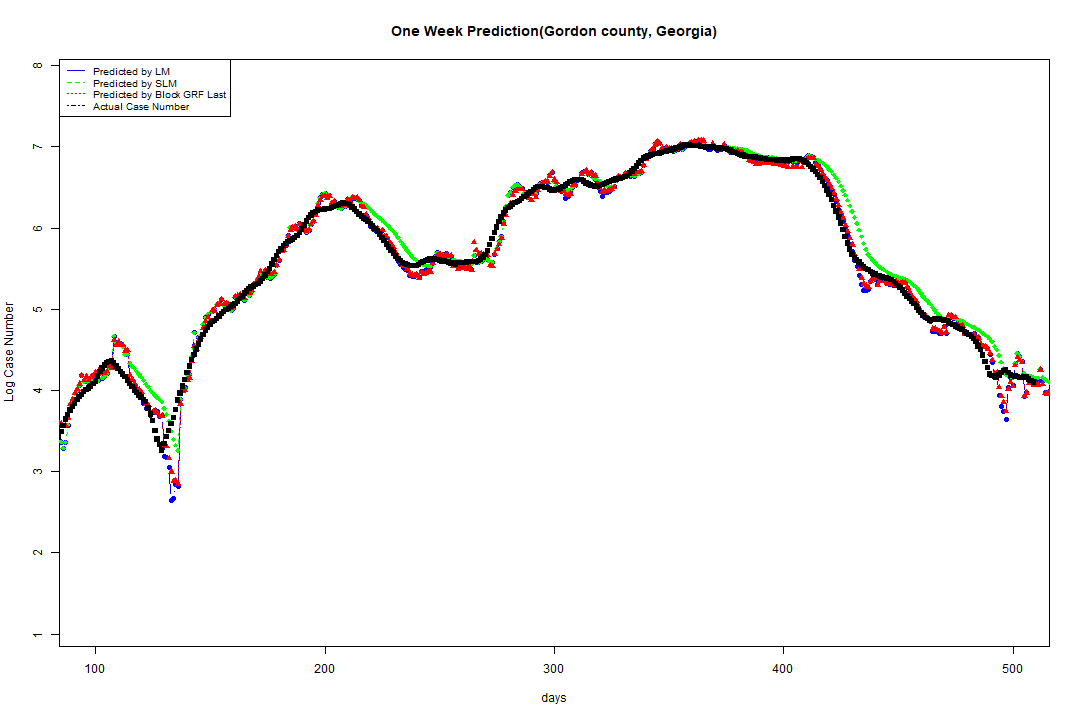 One Week Prediction(Gordon county, Georgia)
Predicted by LM
Predicted by SLM
Predicted by Block GRF Last
Actual Case Number
Log Case Number
8
7
6
5
4
3
2
1
100 200 300 400 500
days